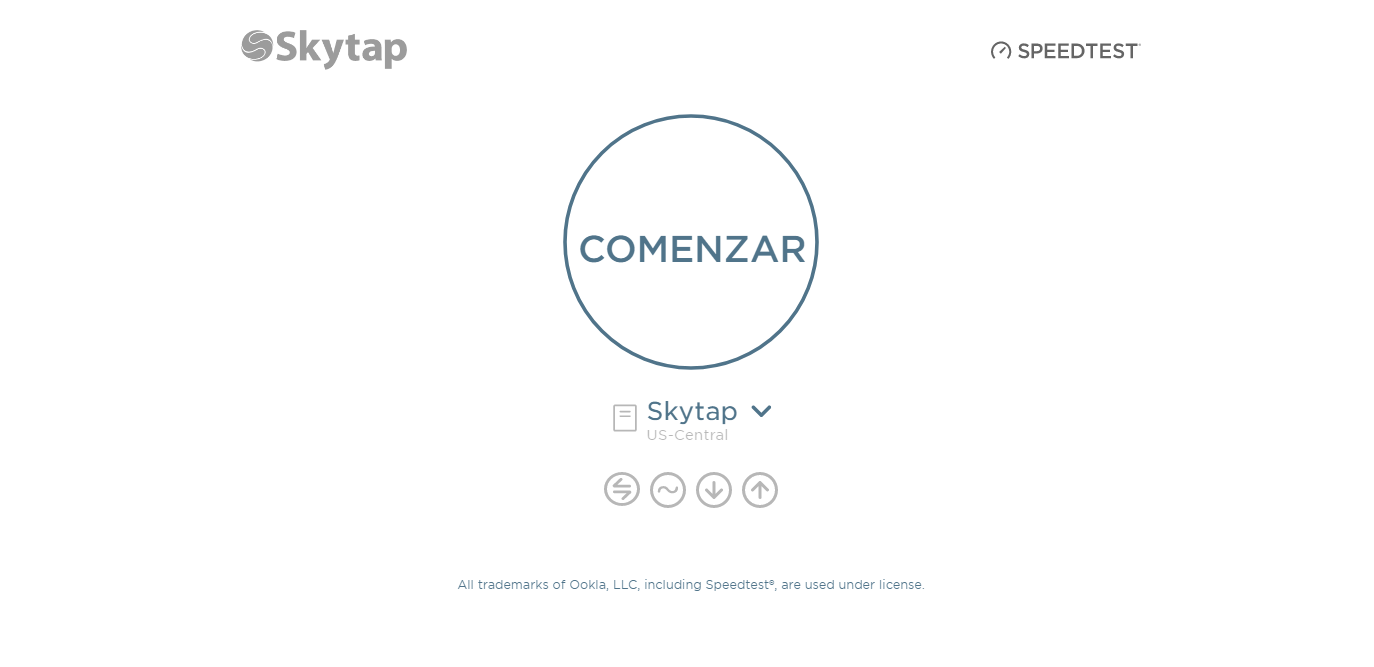 Skytap
SPEEDTEST
COMENZAR
Skytap
US-Central
All trademarks of Ookla, LLC, including Speedtest®, are used under license.